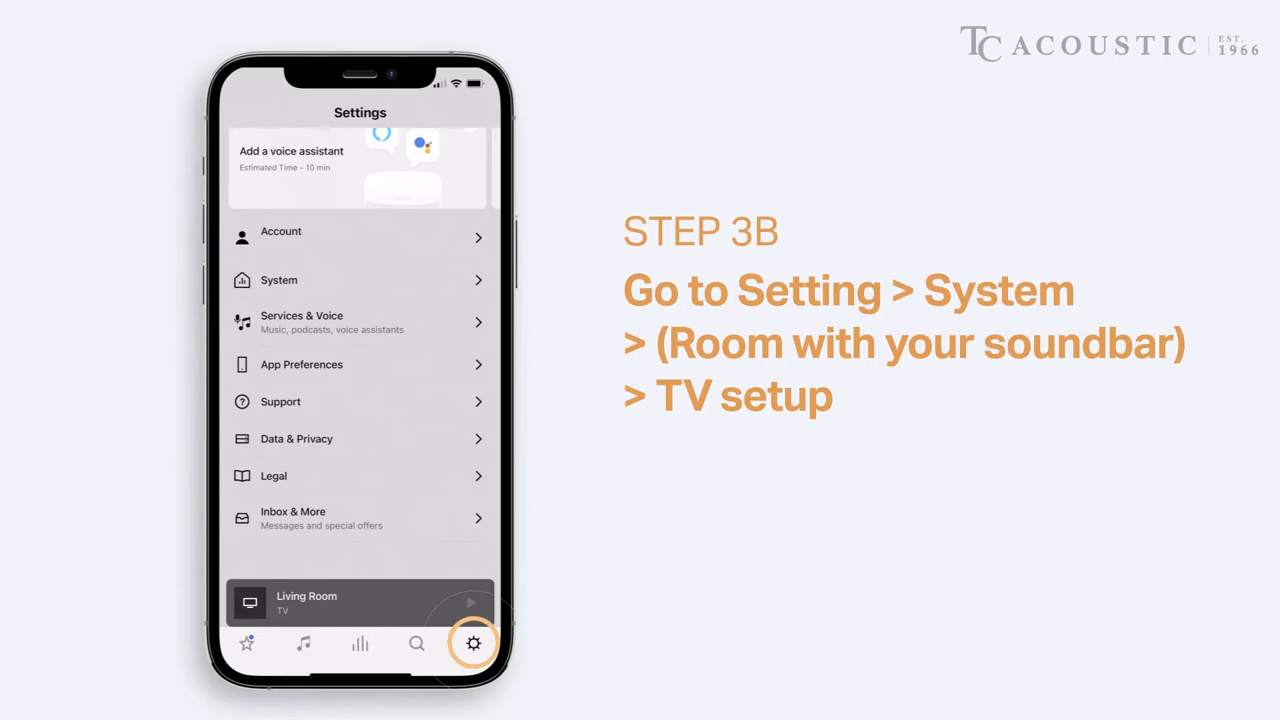 TC ACOUSTIC
EST.
1966
Settings
Add a voice assistant
Estimated Time - 10 min
Account
System
Services & Voice
Music, podcasts, voice assistants
App Preferences
Support
Data & Privacy
Legal
Inbox & More
Messages and special offers
Living Room
TV
STEP 3B
Go to Setting > System
> (Room with your soundbar)
> TV setup